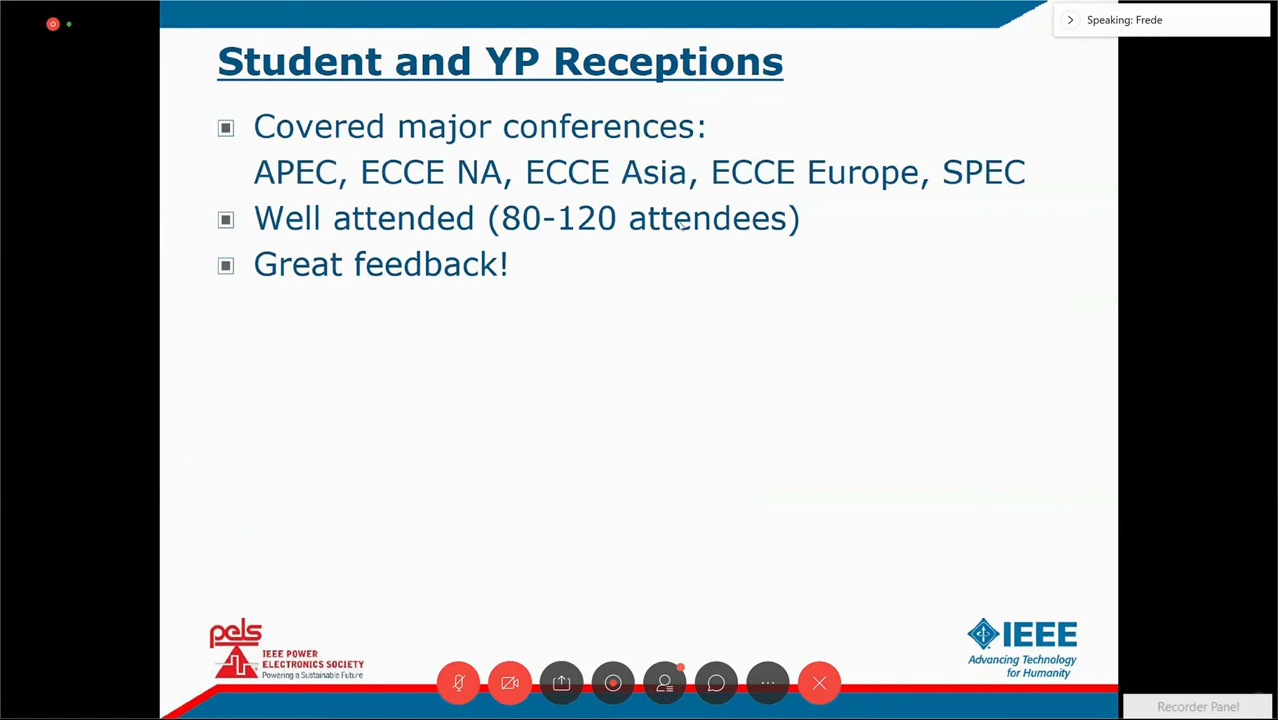 Speaking: Frede
Student and YP Receptions
Covered major conferences:
APEC, ECCE NA, ECCE Asia, ECCE Europe, SPEC
Well attended (80-120 attendees)
Great feedback!
pels
IEEE POWER
ELECTRONICS SOCIETY
Powering a Sustainable Future
IEEE
Advancing Technology
for Humanity
Recorder Panel